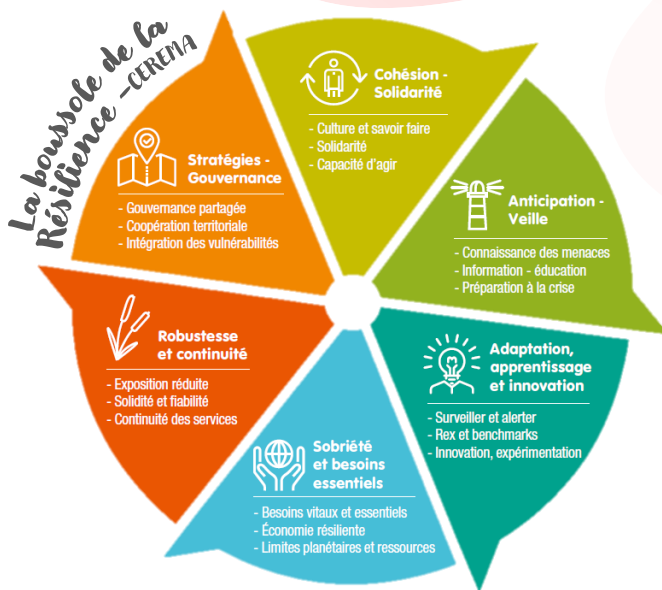 La boussole de la
Résilience -CEREMA
Cohésion -
Solidarité
- Culture et savoir faire
- Solidarité
- Capacité d'agir
Anticipation -
Veille
- Connaissance des menaces
- Information - éducation
- Préparation à la crise
Adaptation,
apprentissage
et innovation
- Surveiller et alerter
- Rex et benchmarks
- Innovation, expérimentation
Sobriété
et besoins
essentiels
- Besoins vitaux et essentiels
- Économie résiliente
- Limites planétaires et ressources
Robustesse
et continuité
- Exposition réduite
- Solidité et fiabilité
- Continuité des services
Stratégies -
Gouvernance
- Gouvernance partagée
- Coopération territoriale
- Intégration des vulnérabilités